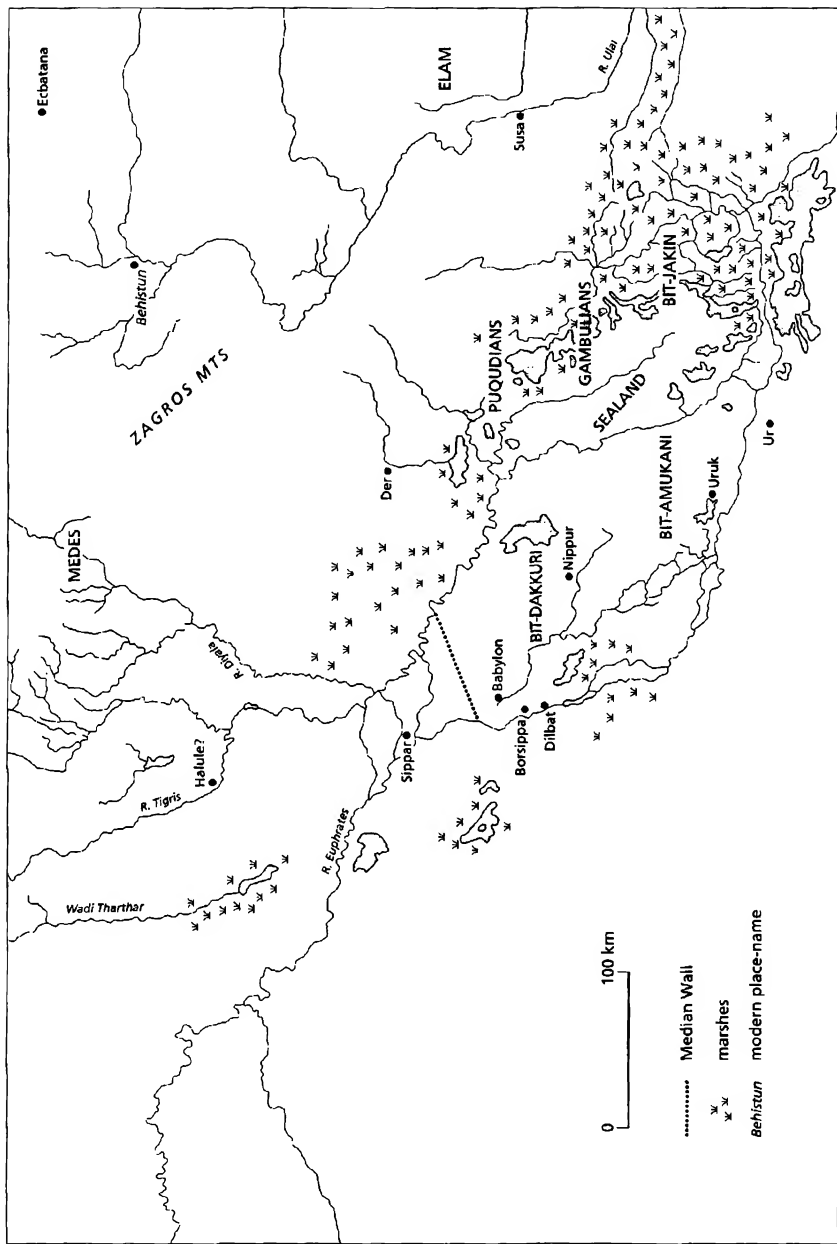 Ecbatana
Behistun
ZAGROS MTS
MEDES
R. Diyala
Halule?
R. Tigris
Wadi Tharthar
R. Euphrates
Sippar
Der
ELAM
Susa
R. Ulai
PUQUDIANS
GAMBULIANS
BIT-JAKIN
SEALAND
BIT-DAKKURI
Nippur
Babylon
Borsippa
Dilbat
BIT-AMUKANI
Uruk
Ur
0 100 km
Median Wall
marshes
Behistun modern place-name